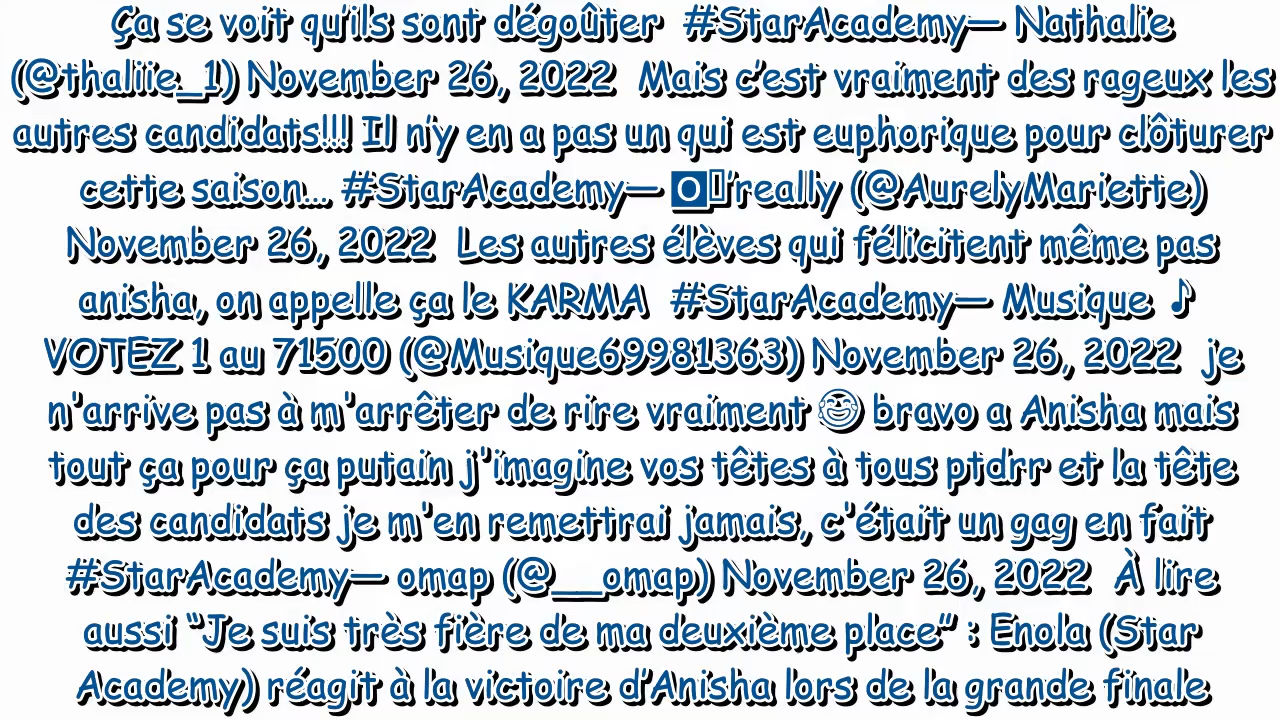 Ça se voit qu'ils sont dégoûter #StarAcademy— Nathalie
(@thaliie_1) November 26, 2022 Mais c'est vraiment des rageux les
autres candidats!!! Il n'y en a pas un qui est euphorique pour clôturer
cette saison... #StarAcademy— 🅾️'really (@AurelyMariette)
November 26, 2022 Les autres élèves qui félicitent même pas
anisha, on appelle ça le KARMA #StarAcademy— Musique 🎵
VOTEZ 1 au 71500 (@Musique69981363) November 26, 2022 je
n'arrive pas à m'arrêter de rire vraiment 😂 bravo a Anisha mais
tout ça pour ça putain j'imagine vos têtes à tous ptdrr et la tête
des candidats je m'en remettrai jamais, c'était un gag en fait
#StarAcademy— omap (@__omap) November 26, 2022 À lire
aussi “Je suis très fière de ma deuxième place” : Enola (Star
Academy) réagit à la victoire d'Anisha lors de la grande finale